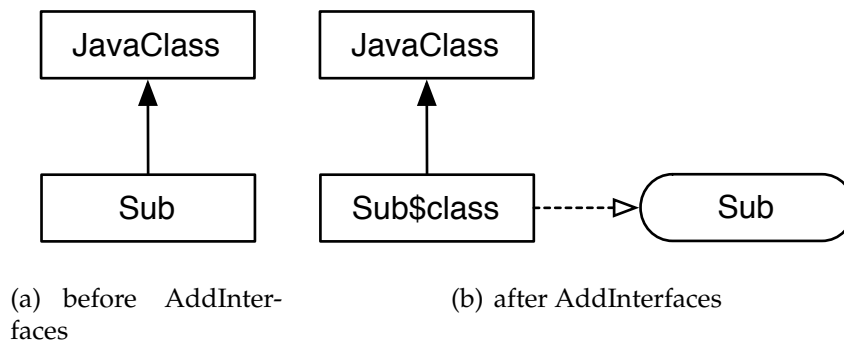 JavaClass
JavaClass
Sub
Sub$class
Sub
(a) before AddInter-
faces
(b) after AddInterfaces